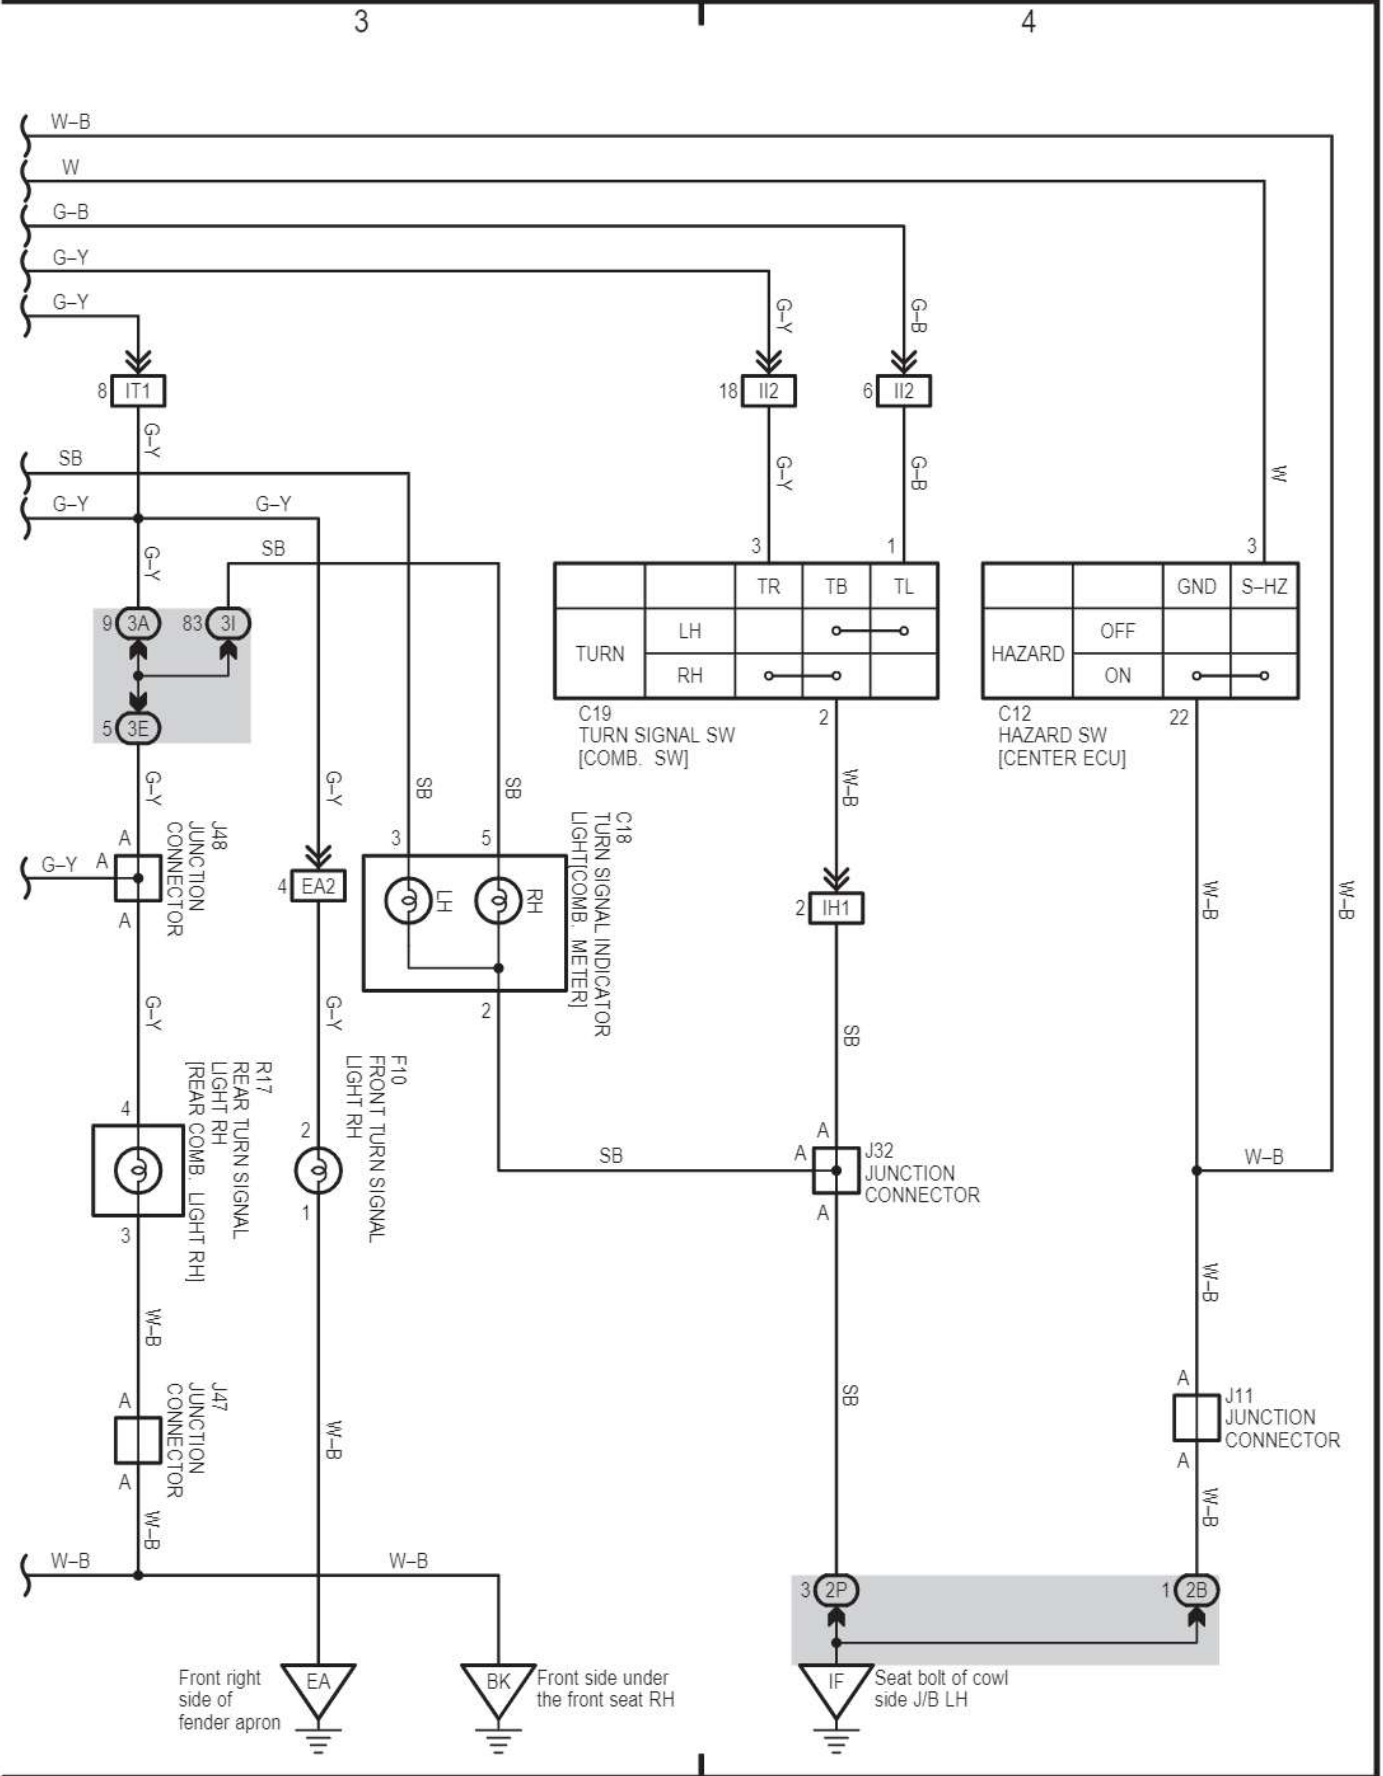 3
4
W–B
W
G–B
G–Y
G–Y
G–Y
G–B
8 IT1
18 II2
6 II2
G–Y
SB
G–Y
G–B
W
G–Y
G–Y
SB
G–Y
3
1
3
9 3A
83 3I
5 3E
TR TB TL
LH
TURN
RH
GND S–HZ
OFF
HAZARD
ON
C19
TURN SIGNAL SW
[COMB. SW]
2
C12
HAZARD SW
[CENTER ECU]
22
G–Y
G–Y
SB
SB
W–B
A
G–Y A
A
J48
JUNCTION
CONNECTOR
4 EA2
3
5
LH
RH
2
C18
TURN SIGNAL INDICATOR
LIGHT[COMB. METER]
2 IH1
W–B
W–B
G–Y
G–Y
SB
R17
REAR TURN SIGNAL
LIGHT RH
[REAR COMB. LIGHT RH]
4
3
F10
FRONT TURN SIGNAL
LIGHT RH
2
1
SB
A
A
A
J32
JUNCTION
CONNECTOR
W–B
W–B
W–B
A
A
J47
JUNCTION
CONNECTOR
W–B
SB
A
J11
JUNCTION
CONNECTOR
A
W–B
W–B
W–B
W–B
3 2P
1 2B
Front right
side of
fender apron
EA
BK
Front side under
the front seat RH
IF
Seat bolt of cowl
side J/B LH